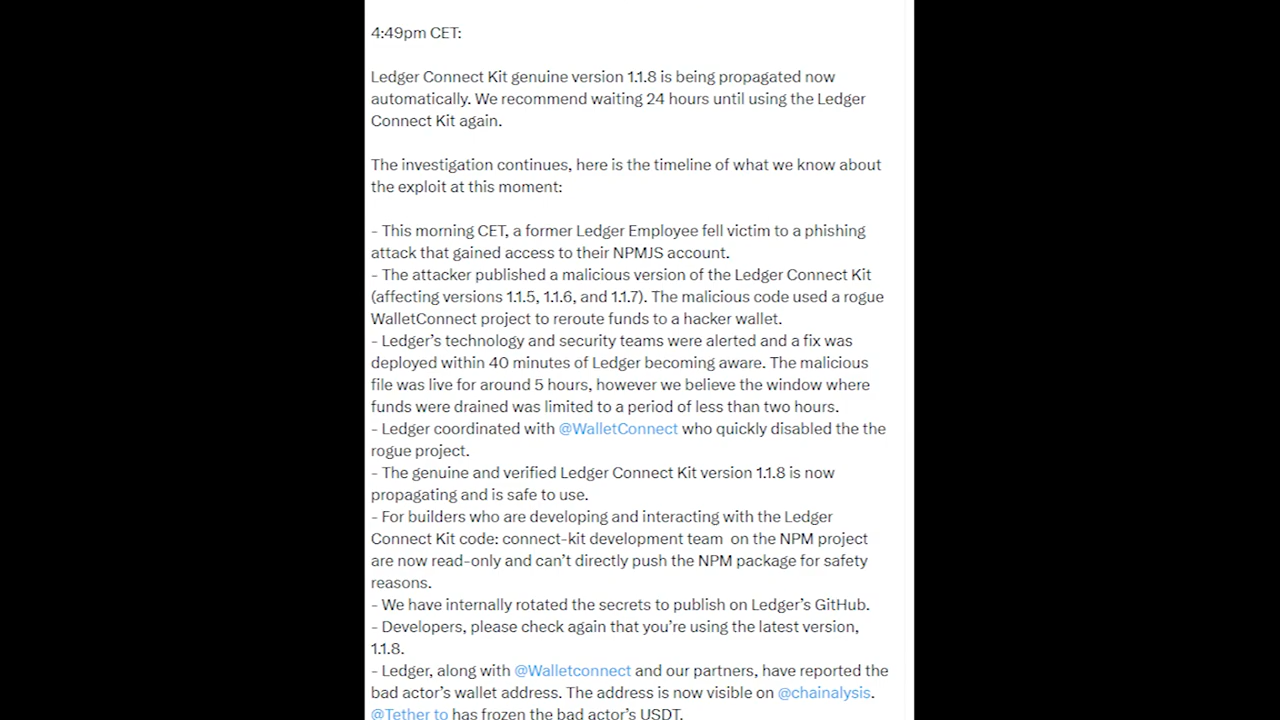 4:49pm CET:
Ledger Connect Kit genuine version 1.1.8 is being propagated now
automatically. We recommend waiting 24 hours until using the Ledger
Connect Kit again.
The investigation continues, here is the timeline of what we know about
the exploit at this moment:
- This morning CET, a former Ledger Employee fell victim to a phishing
attack that gained access to their NPMJS account.
- The attacker published a malicious version of the Ledger Connect Kit
(affecting versions 1.1.5, 1.1.6, and 1.1.7). The malicious code used a rogue
WalletConnect project to reroute funds to a hacker wallet.
- Ledger’s technology and security teams were alerted and a fix was
deployed within 40 minutes of Ledger becoming aware. The malicious
file was live for around 5 hours, however we believe the window where
funds were drained was limited to a period of less than two hours.
- Ledger coordinated with @WalletConnect who quickly disabled the the
rogue project.
- The genuine and verified Ledger Connect Kit version 1.1.8 is now
propagating and is safe to use.
- For builders who are developing and interacting with the Ledger
Connect Kit code: connect-kit development team  on the NPM project
are now read-only and can’t directly push the NPM package for safety
reasons.
- We have internally rotated the secrets to publish on Ledger’s GitHub.
- Developers, please check again that you’re using the latest version,
1.1.8.
- Ledger, along with @Walletconnect and our partners, have reported the
bad actor’s wallet address. The address is now visible on @chainalysis.
@Tether to has frozen the bad actor’s USDT.